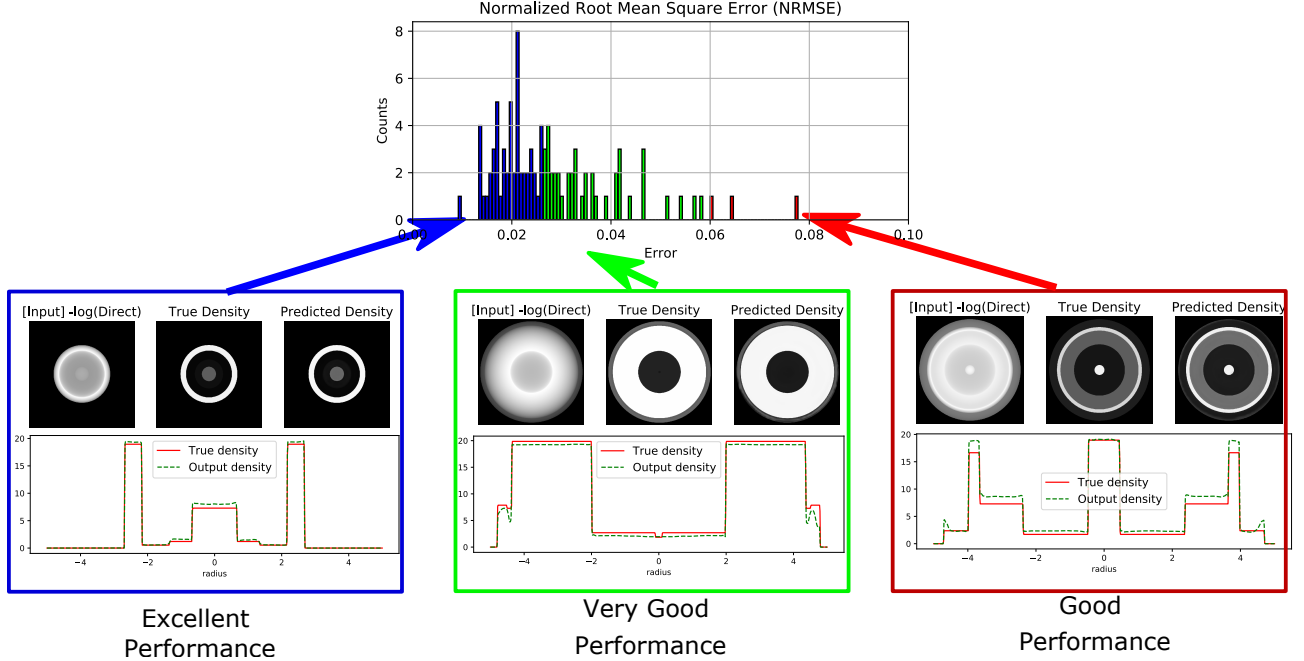 Normalized Root Mean Square Error (NRMSE)
8
6
4
2
0
Counts
0.00 0.02 0.04 0.06 0.08 0.10
Error
[Input] -log(Direct) True Density Predicted Density
20
15
10
5
0
True density
Output density
−4 −2 0 2 4
radius
Excellent
Performance
[Input] -log(Direct) True Density Predicted Density
20
15
10
5
0
True density
Output density
−4 −2 0 2 4
radius
Very Good
Performance
[Input] -log(Direct) True Density Predicted Density
20
15
10
5
0
True density
Output density
−4 −2 0 2 4
radius
Good
Performance